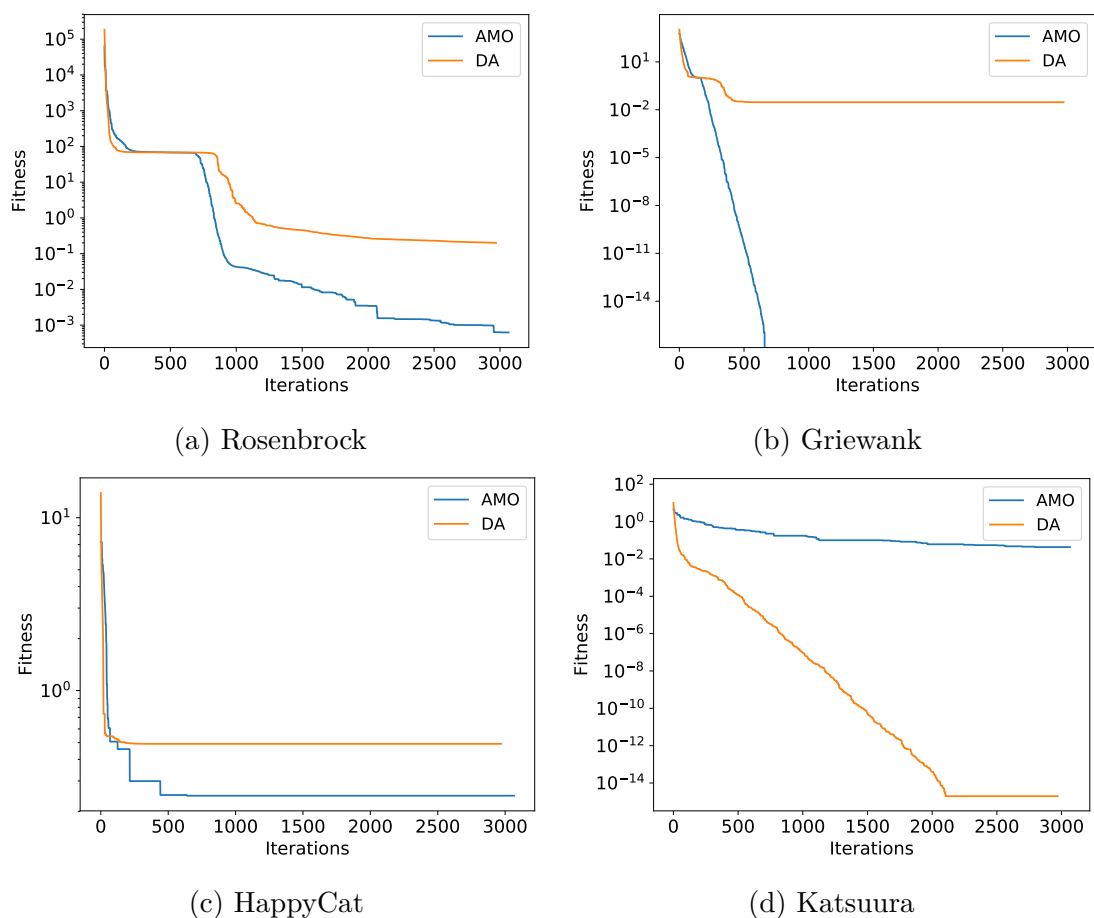 AMO
DA
Fitness
10^5
10^4
10^3
10^2
10^1
10^0
10^−1
10^−2
10^−3
0 500 1000 1500 2000 2500 3000
Iterations
(a) Rosenbrock
AMO
DA
Fitness
10^1
10^−2
10^−5
10^−8
10^−11
10^−14
0 500 1000 1500 2000 2500 3000
Iterations
(b) Griewank
AMO
DA
Fitness
10^1
10^0
0 500 1000 1500 2000 2500 3000
Iterations
(c) HappyCat
AMO
DA
Fitness
10^2
10^0
10^−2
10^−4
10^−6
10^−8
10^−10
10^−12
10^−14
0 500 1000 1500 2000 2500 3000
Iterations
(d) Katsuura